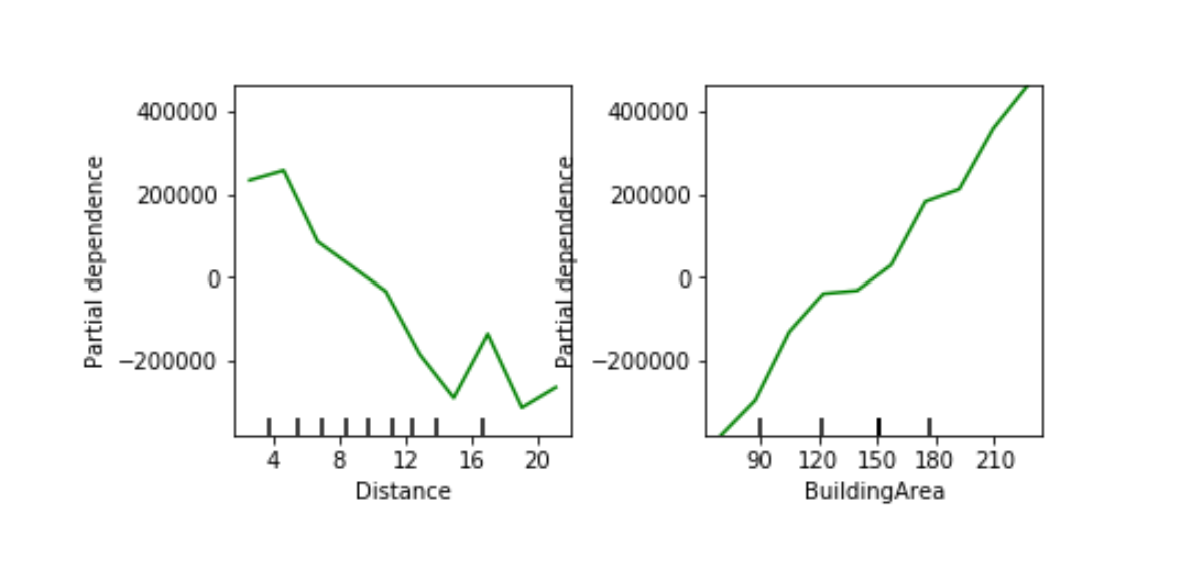 400000
200000
0
−200000
Partial dependence
4 8 12 16 20
Distance
400000
200000
0
−200000
Partial dependence
90 120 150 180 210
BuildingArea